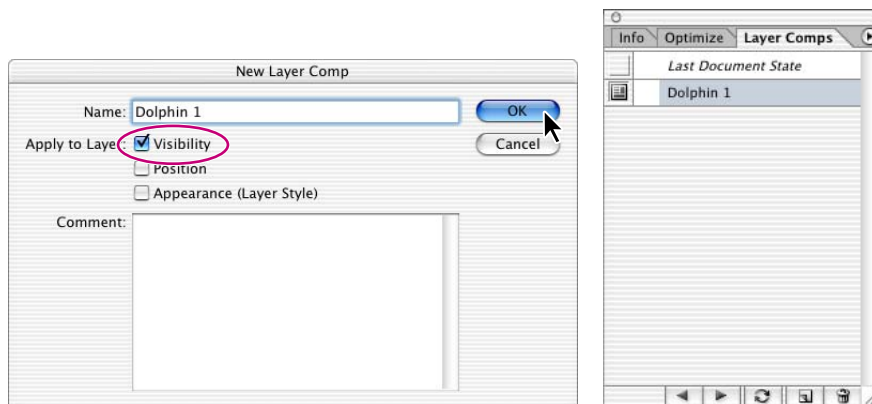 New Layer Comp
Name: Dolphin 1
OK
Apply to Layer: Visibility
Cancel
Position
Appearance (Layer Style)
Comment:
Info Optimize Layer Comps
Last Document State
Dolphin 1